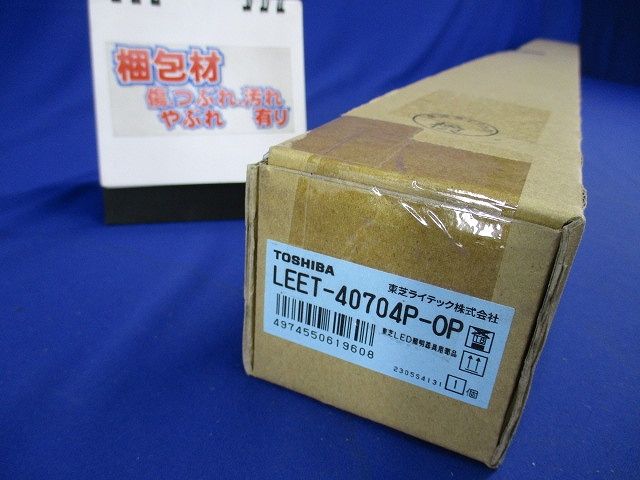 梱包材
傷,つぶれ,汚れ
やぶれ 有り
TOSHIBA
東芝ライテック株式会社
LEET-40704P-OP
4974550619608
東芝LED照明器具用部品
2305S4131
1個